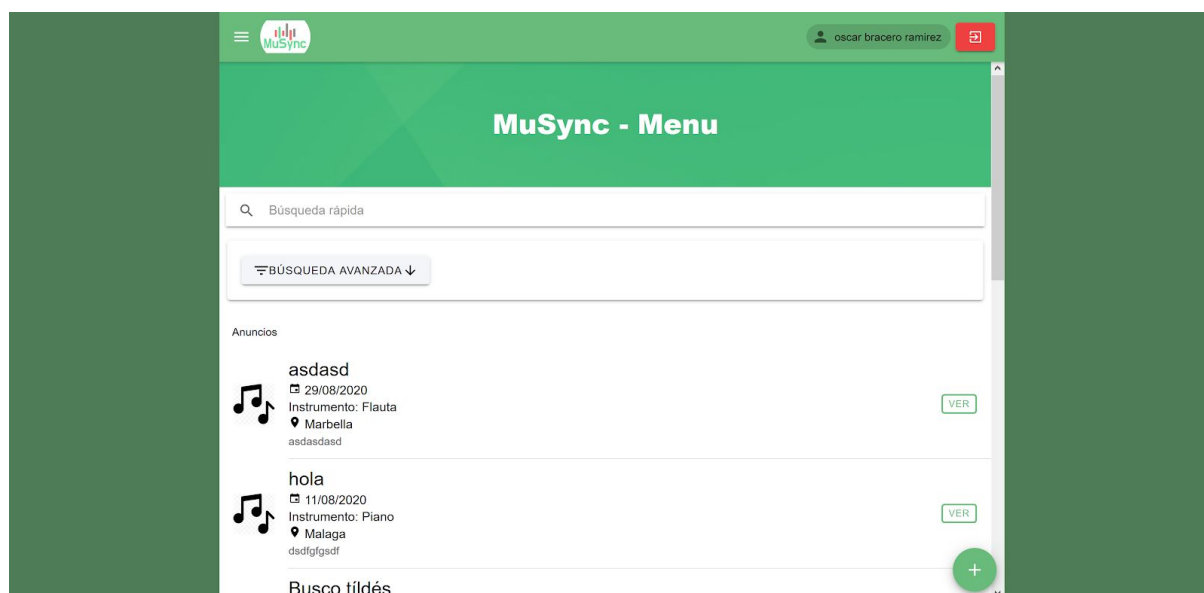 MuSync
oscar bracero ramirez
MuSync - Menu
Búsqueda rápida
BÚSQUEDA AVANZADA
Anuncios
asdasd
29/08/2020
Instrumento: Flauta
Marbella
asdasdasd
VER
hola
11/08/2020
Instrumento: Piano
Malaga
dsdfgfgsdf
VER
Busco tíldés